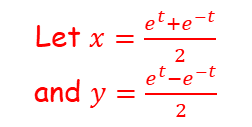 Let x = (e^t+e^−t)/2
and y = (e^t−e^−t)/2